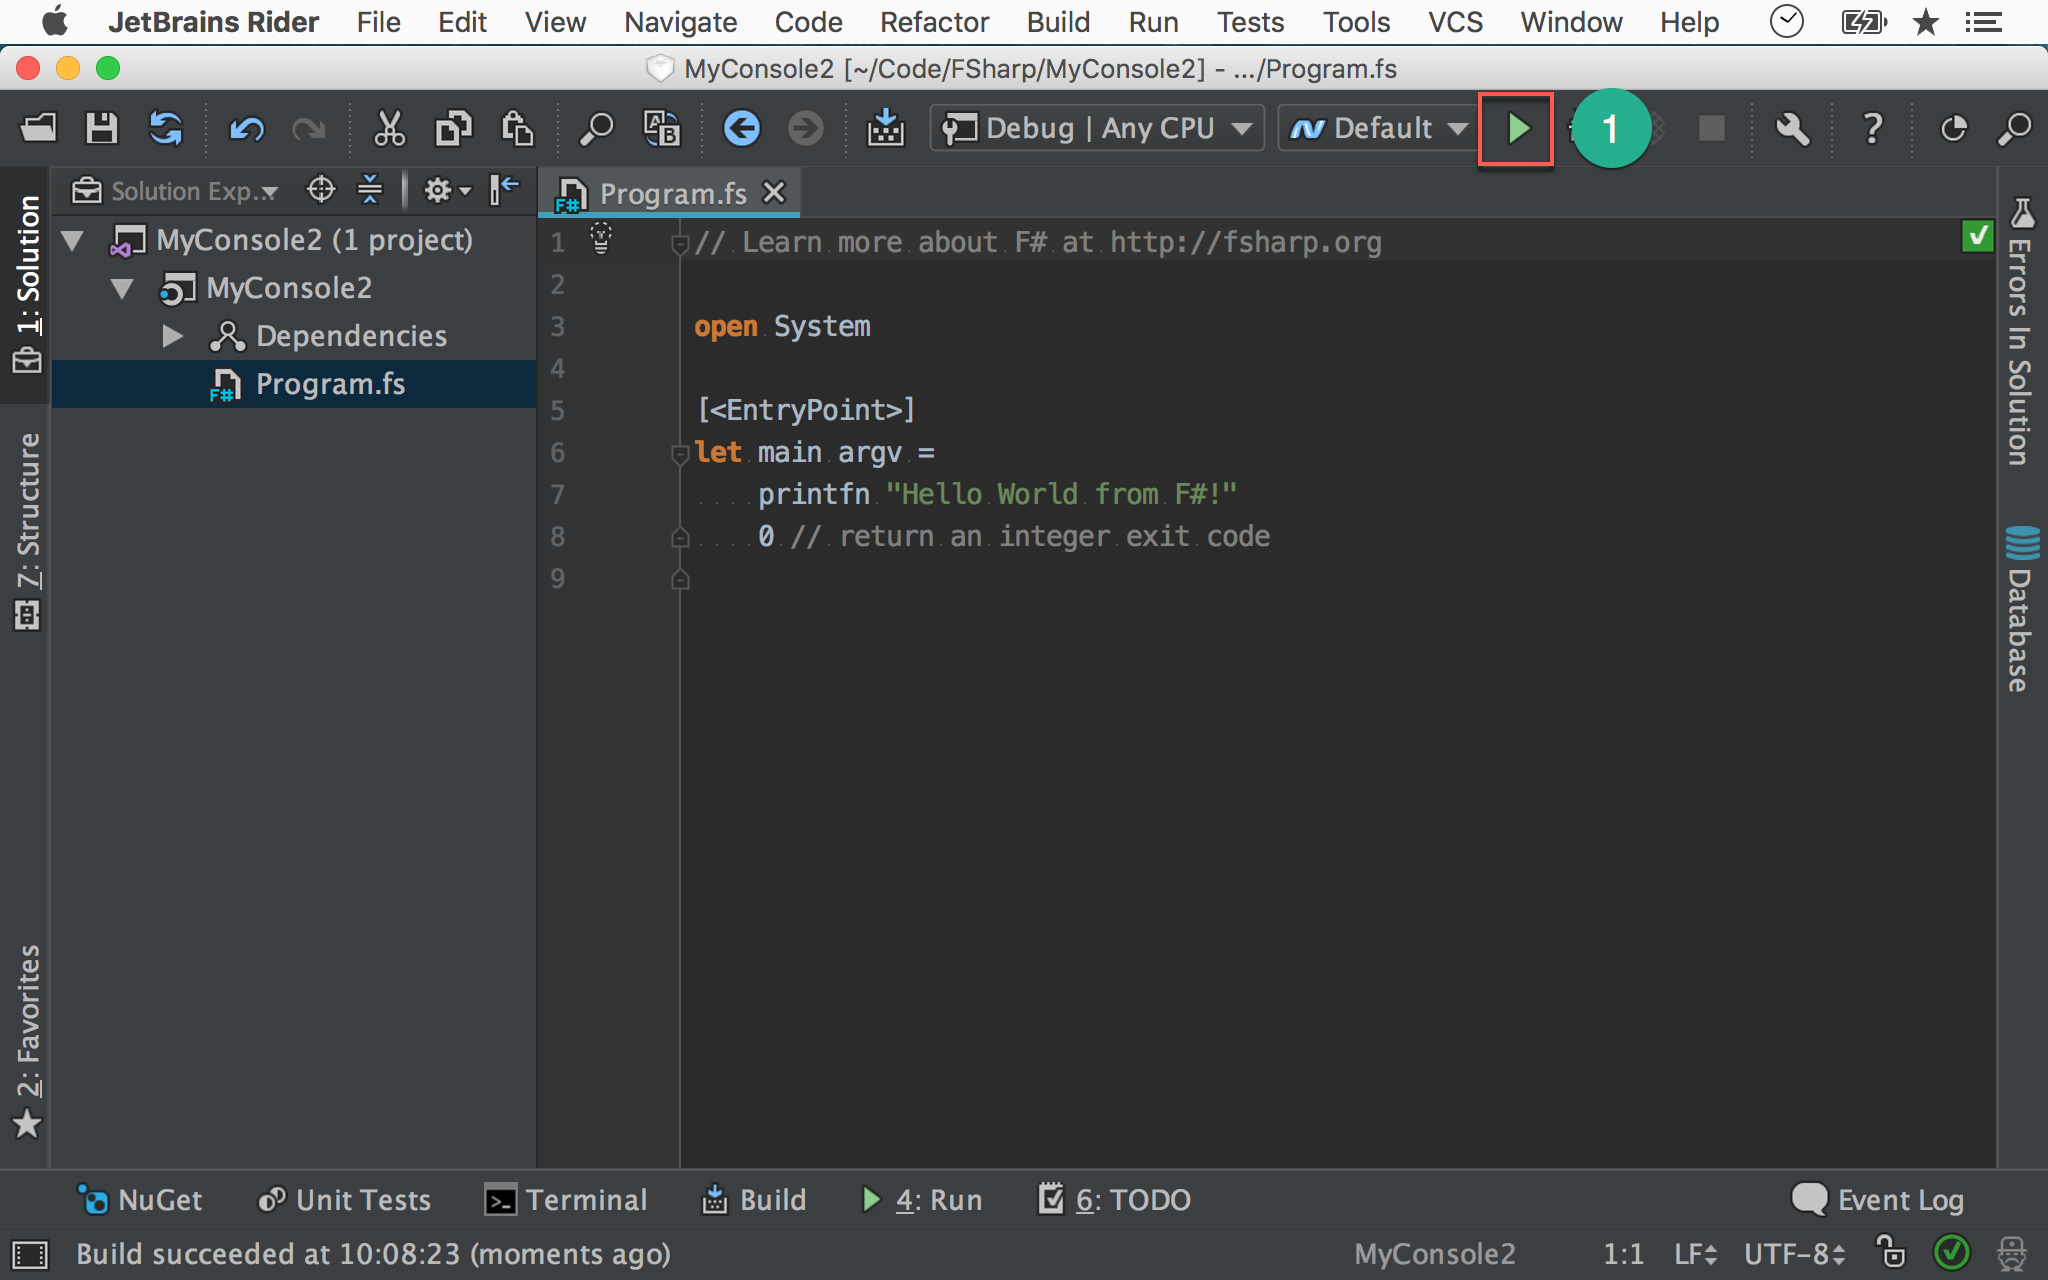 JetBrains Rider File Edit View Navigate Code Refactor Build Run Tests Tools VCS Window Help
MyConsole2 [~/Code/FSharp/MyConsole2] - .../Program.fs
Debug | Any CPU Default 1
Solution Exp... Program.fs
1: Solution
7: Structure
2: Favorites
MyConsole2 (1 project)
MyConsole2
Dependencies
F# Program.fs
1 // Learn more about F# at http://fsharp.org
2
3 open System
4
5 [<EntryPoint>]
6 let main argv =
7 printfn "Hello World from F#!"
8 0 // return an integer exit code
9
Errors In Solution
Database
NuGet Unit Tests Terminal Build 4: Run 6: TODO Event Log
Build succeeded at 10:08:23 (moments ago) MyConsole2 1:1 LF UTF-8